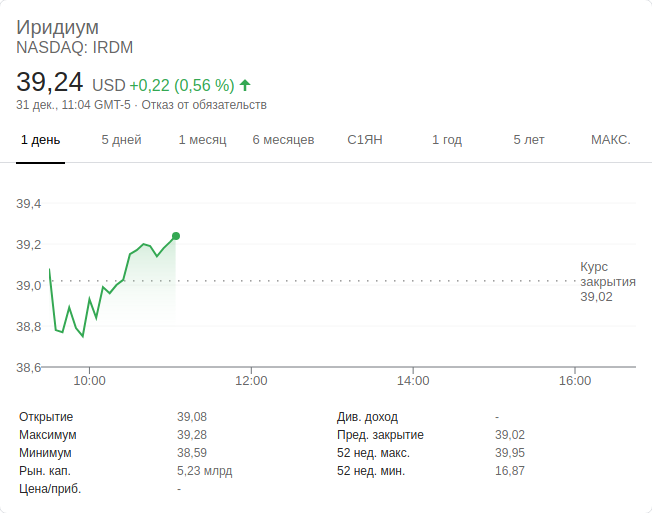 Иридиум
NASDAQ: IRDM
39,24 USD +0,22 (0,56 %)
31 дек., 11:04 GMT-5 · Отказ от обязательств
1 день 5 дней 1 месяц 6 месяцев С1ЯН 1 год 5 лет МАКС.
39,4
39,2
39,0
38,8
38,6
Курс
закрытия
39,02
10:00 12:00 14:00 16:00
Открытие 39,08 Див. доход -
Максимум 39,28 Пред. закрытие 39,02
Минимум 38,59 52 нед. макс. 39,95
Рын. кап. 5,23 млрд 52 нед. мин. 16,87
Цена/приб. -